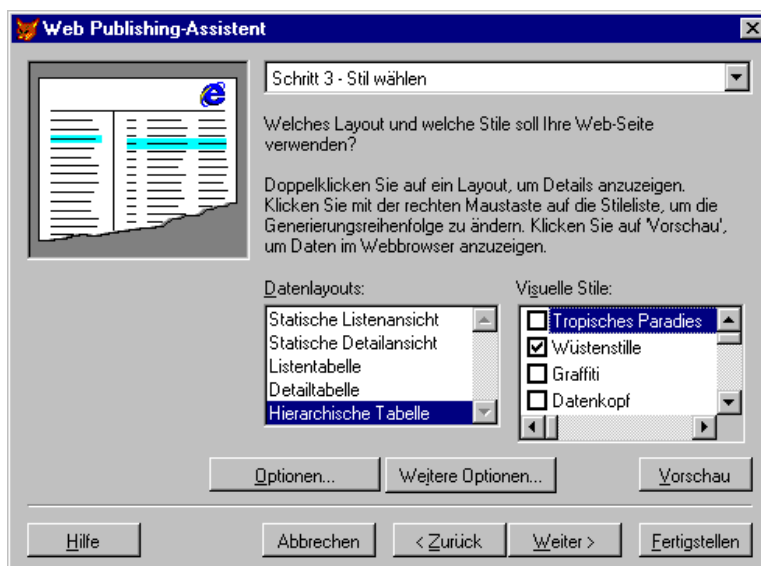 Web Publishing-Assistent
Schritt 3 - Stil wählen
Welches Layout und welche Stile soll Ihre Web-Seite
verwenden?
Doppelklicken Sie auf ein Layout, um Details anzuzeigen.
Klicken Sie mit der rechten Maustaste auf die Stileliste, um die
Generierungsreihenfolge zu ändern. Klicken Sie auf 'Vorschau',
um Daten im Webbrowser anzuzeigen.
Datenlayouts:
Statische Listenansicht
Statische Detailansicht
Listentabelle
Detailtabelle
Hierarchische Tabelle
Visuelle Stile:
Tropisches Paradies
Wüstenstille
Graffiti
Datenkopf
Optionen...
Weitere Optionen...
Vorschau
Hilfe
Abbrechen
< Zurück
Weiter >
Fertigstellen